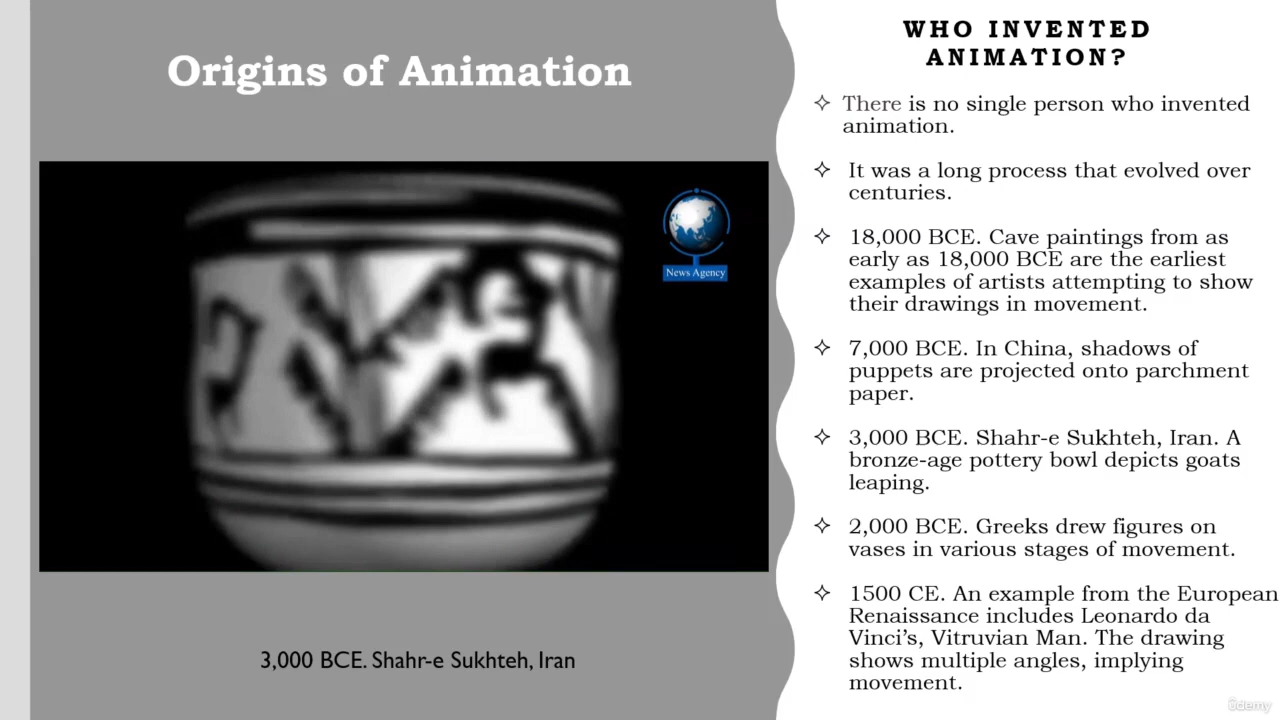 Origins of Animation
News Agency
3,000 BCE. Shahr-e Sukhteh, Iran
WHO INVENTED
ANIMATION?
There is no single person who invented
animation.
It was a long process that evolved over
centuries.
18,000 BCE. Cave paintings from as
early as 18,000 BCE are the earliest
examples of artists attempting to show
their drawings in movement.
7,000 BCE. In China, shadows of
puppets are projected onto parchment
paper.
3,000 BCE. Shahr-e Sukhteh, Iran. A
bronze-age pottery bowl depicts goats
leaping.
2,000 BCE. Greeks drew figures on
vases in various stages of movement.
1500 CE. An example from the European
Renaissance includes Leonardo da
Vinci's, Vitruvian Man. The drawing
shows multiple angles, implying
movement.
ûdemy